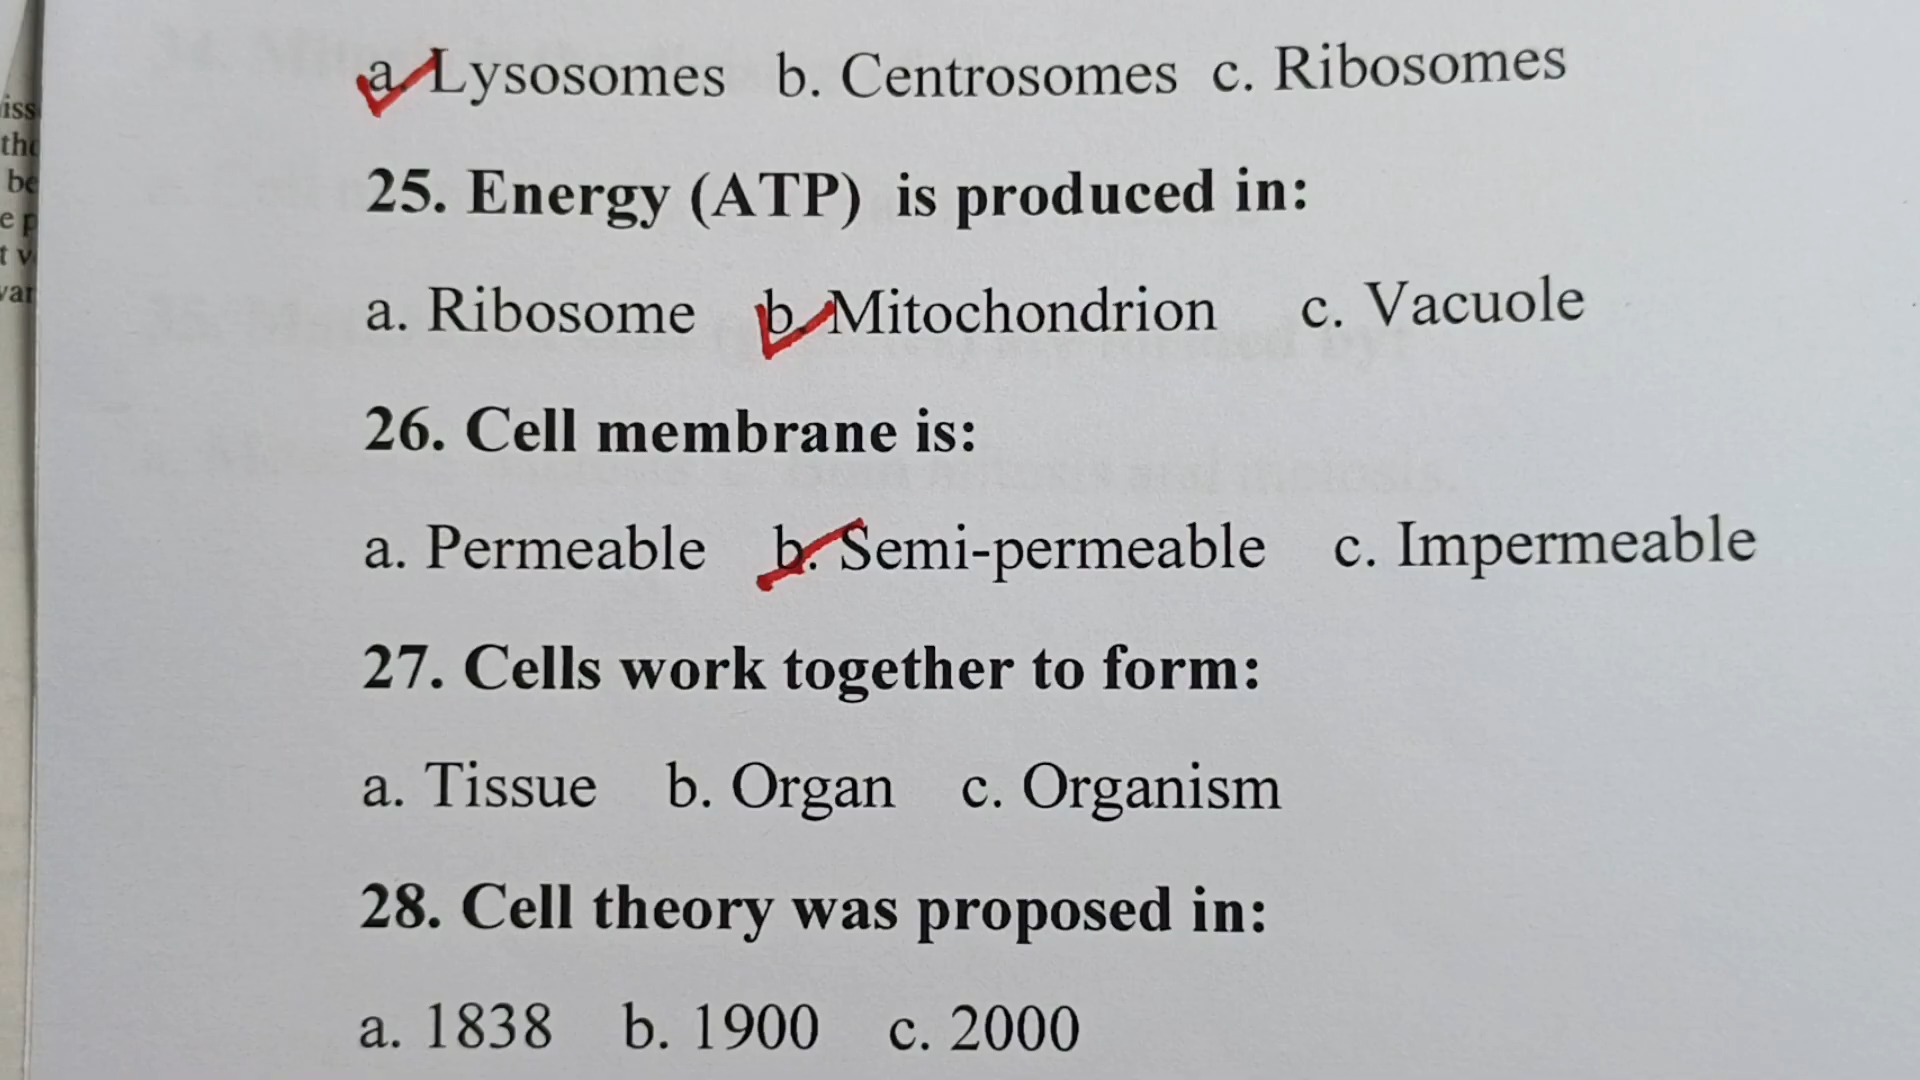 a. Lysosomes b. Centrosomes c. Ribosomes
25. Energy (ATP) is produced in:
a. Ribosome b. Mitochondrion c. Vacuole
26. Cell membrane is:
a. Permeable b. Semi-permeable c. Impermeable
27. Cells work together to form:
a. Tissue b. Organ c. Organism
28. Cell theory was proposed in:
a. 1838 b. 1900 c. 2000